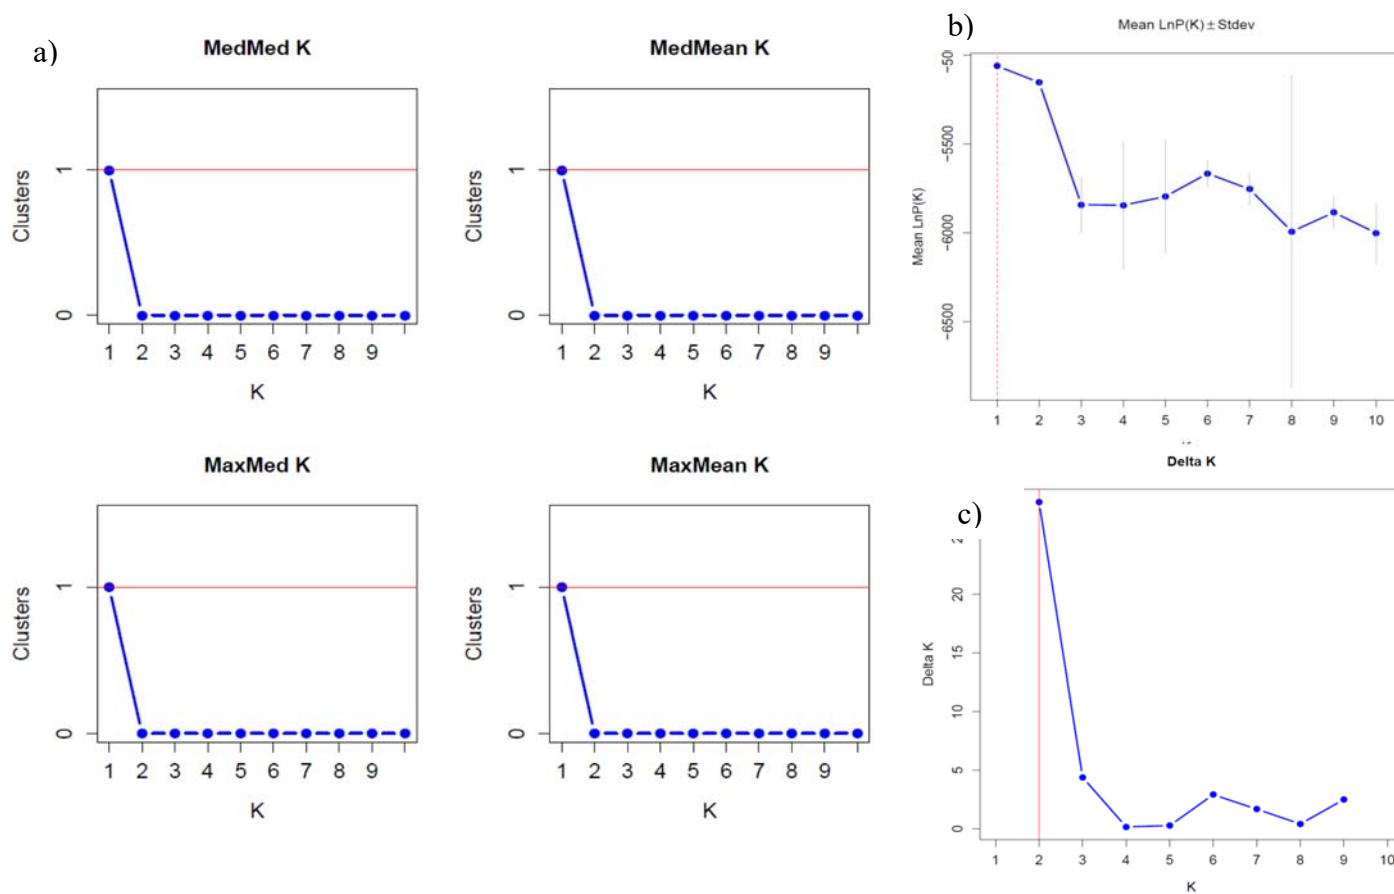 a)
MedMed K
Clusters
1
0
1 2 3 4 5 6 7 8 9
K
MedMean K
Clusters
1
0
1 2 3 4 5 6 7 8 9
K
MaxMed K
Clusters
1
0
1 2 3 4 5 6 7 8 9
K
MaxMean K
Clusters
1
0
1 2 3 4 5 6 7 8 9
K
b)
Mean LnP(K) ± Stdev
Mean LnP(K)
-50
-5500
-6000
-6500
1 2 3 4 5 6 7 8 9 10
c)
Delta K
Delta K
20
15
10
5
0
1 2 3 4 5 6 7 8 9 10
K